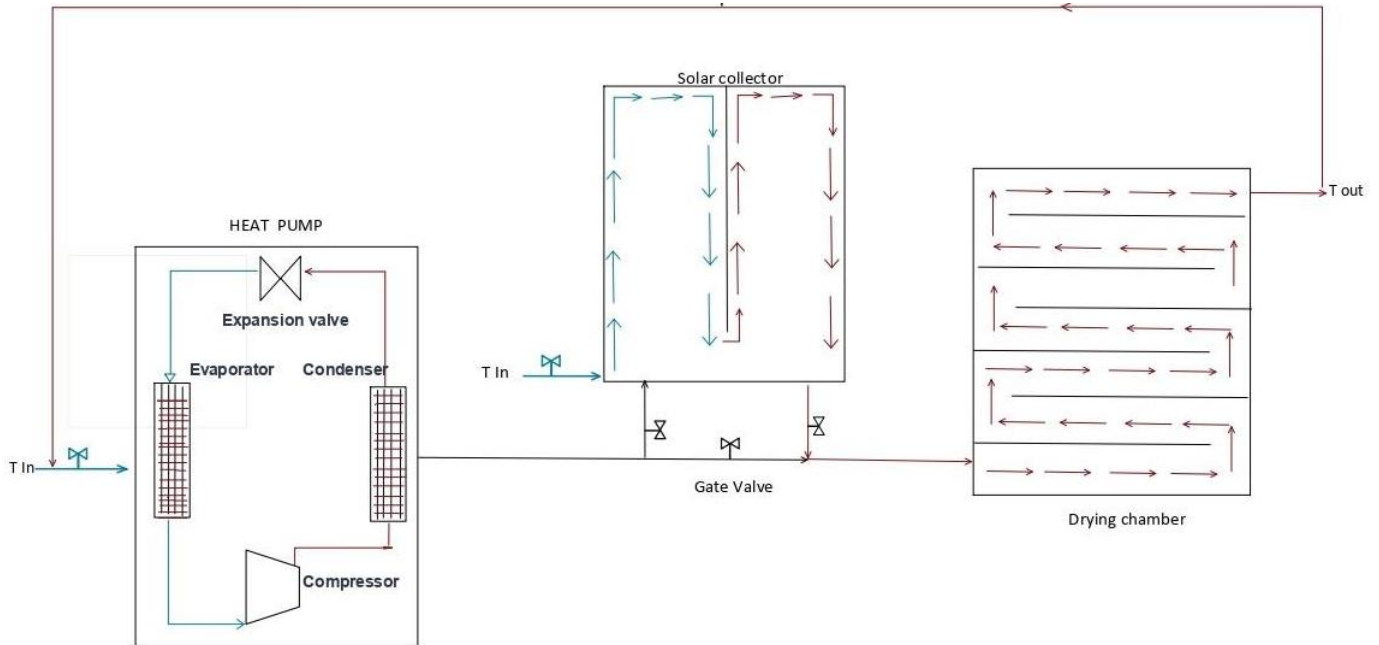 Solar collector
T out
HEAT PUMP
Expansion valve
Evaporator
Condenser
T In
T In
Gate Valve
Drying chamber
Compressor